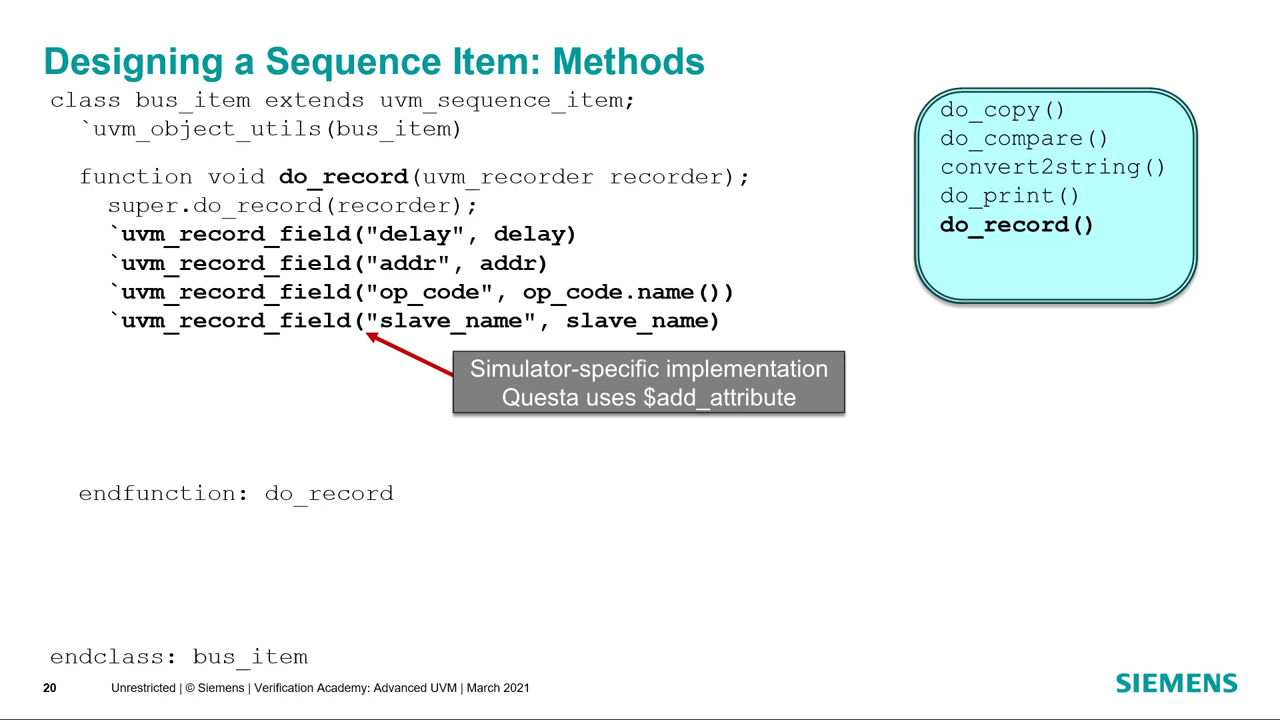 Designing a Sequence Item: Methods
class bus_item extends uvm_sequence_item;
`uvm_object_utils(bus_item)
function void do_record(uvm_recorder recorder);
super.do_record(recorder);
`uvm_record_field("delay", delay)
`uvm_record_field("addr", addr)
`uvm_record_field("op_code", op_code.name())
`uvm_record_field("slave_name", slave_name)
Simulator-specific implementation
Questa uses $add_attribute
endfunction: do_record
endclass: bus_item
do_copy()
do_compare()
convert2string()
do_print()
do_record()
20 Unrestricted | © Siemens | Verification Academy: Advanced UVM | March 2021
SIEMENS